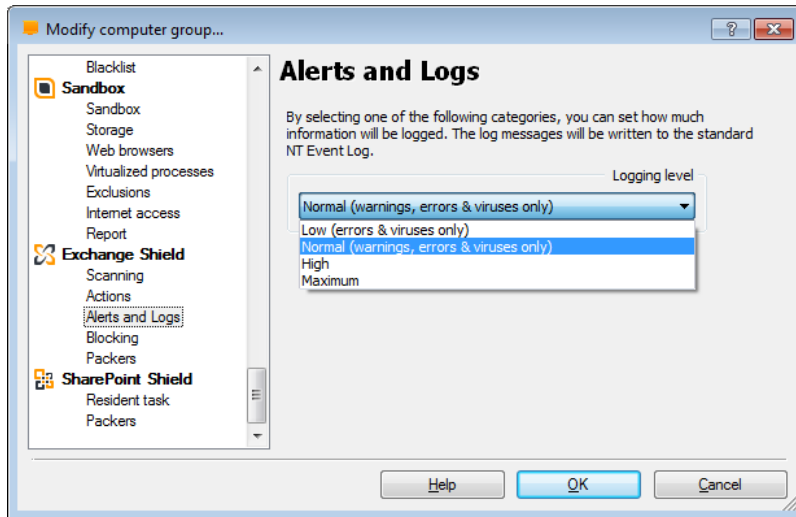 Modify computer group...
Blacklist
Sandbox
Sandbox
Storage
Web browsers
Virtualized processes
Exclusions
Internet access
Report
Exchange Shield
Scanning
Actions
Alerts and Logs
Blocking
Packers
SharePoint Shield
Resident task
Packers
Alerts and Logs
By selecting one of the following categories, you can set how much
information will be logged. The log messages will be written to the standard
NT Event Log.
Logging level
Normal (warnings, errors & viruses only)
Low (errors & viruses only)
Normal (warnings, errors & viruses only)
High
Maximum
Help
OK
Cancel